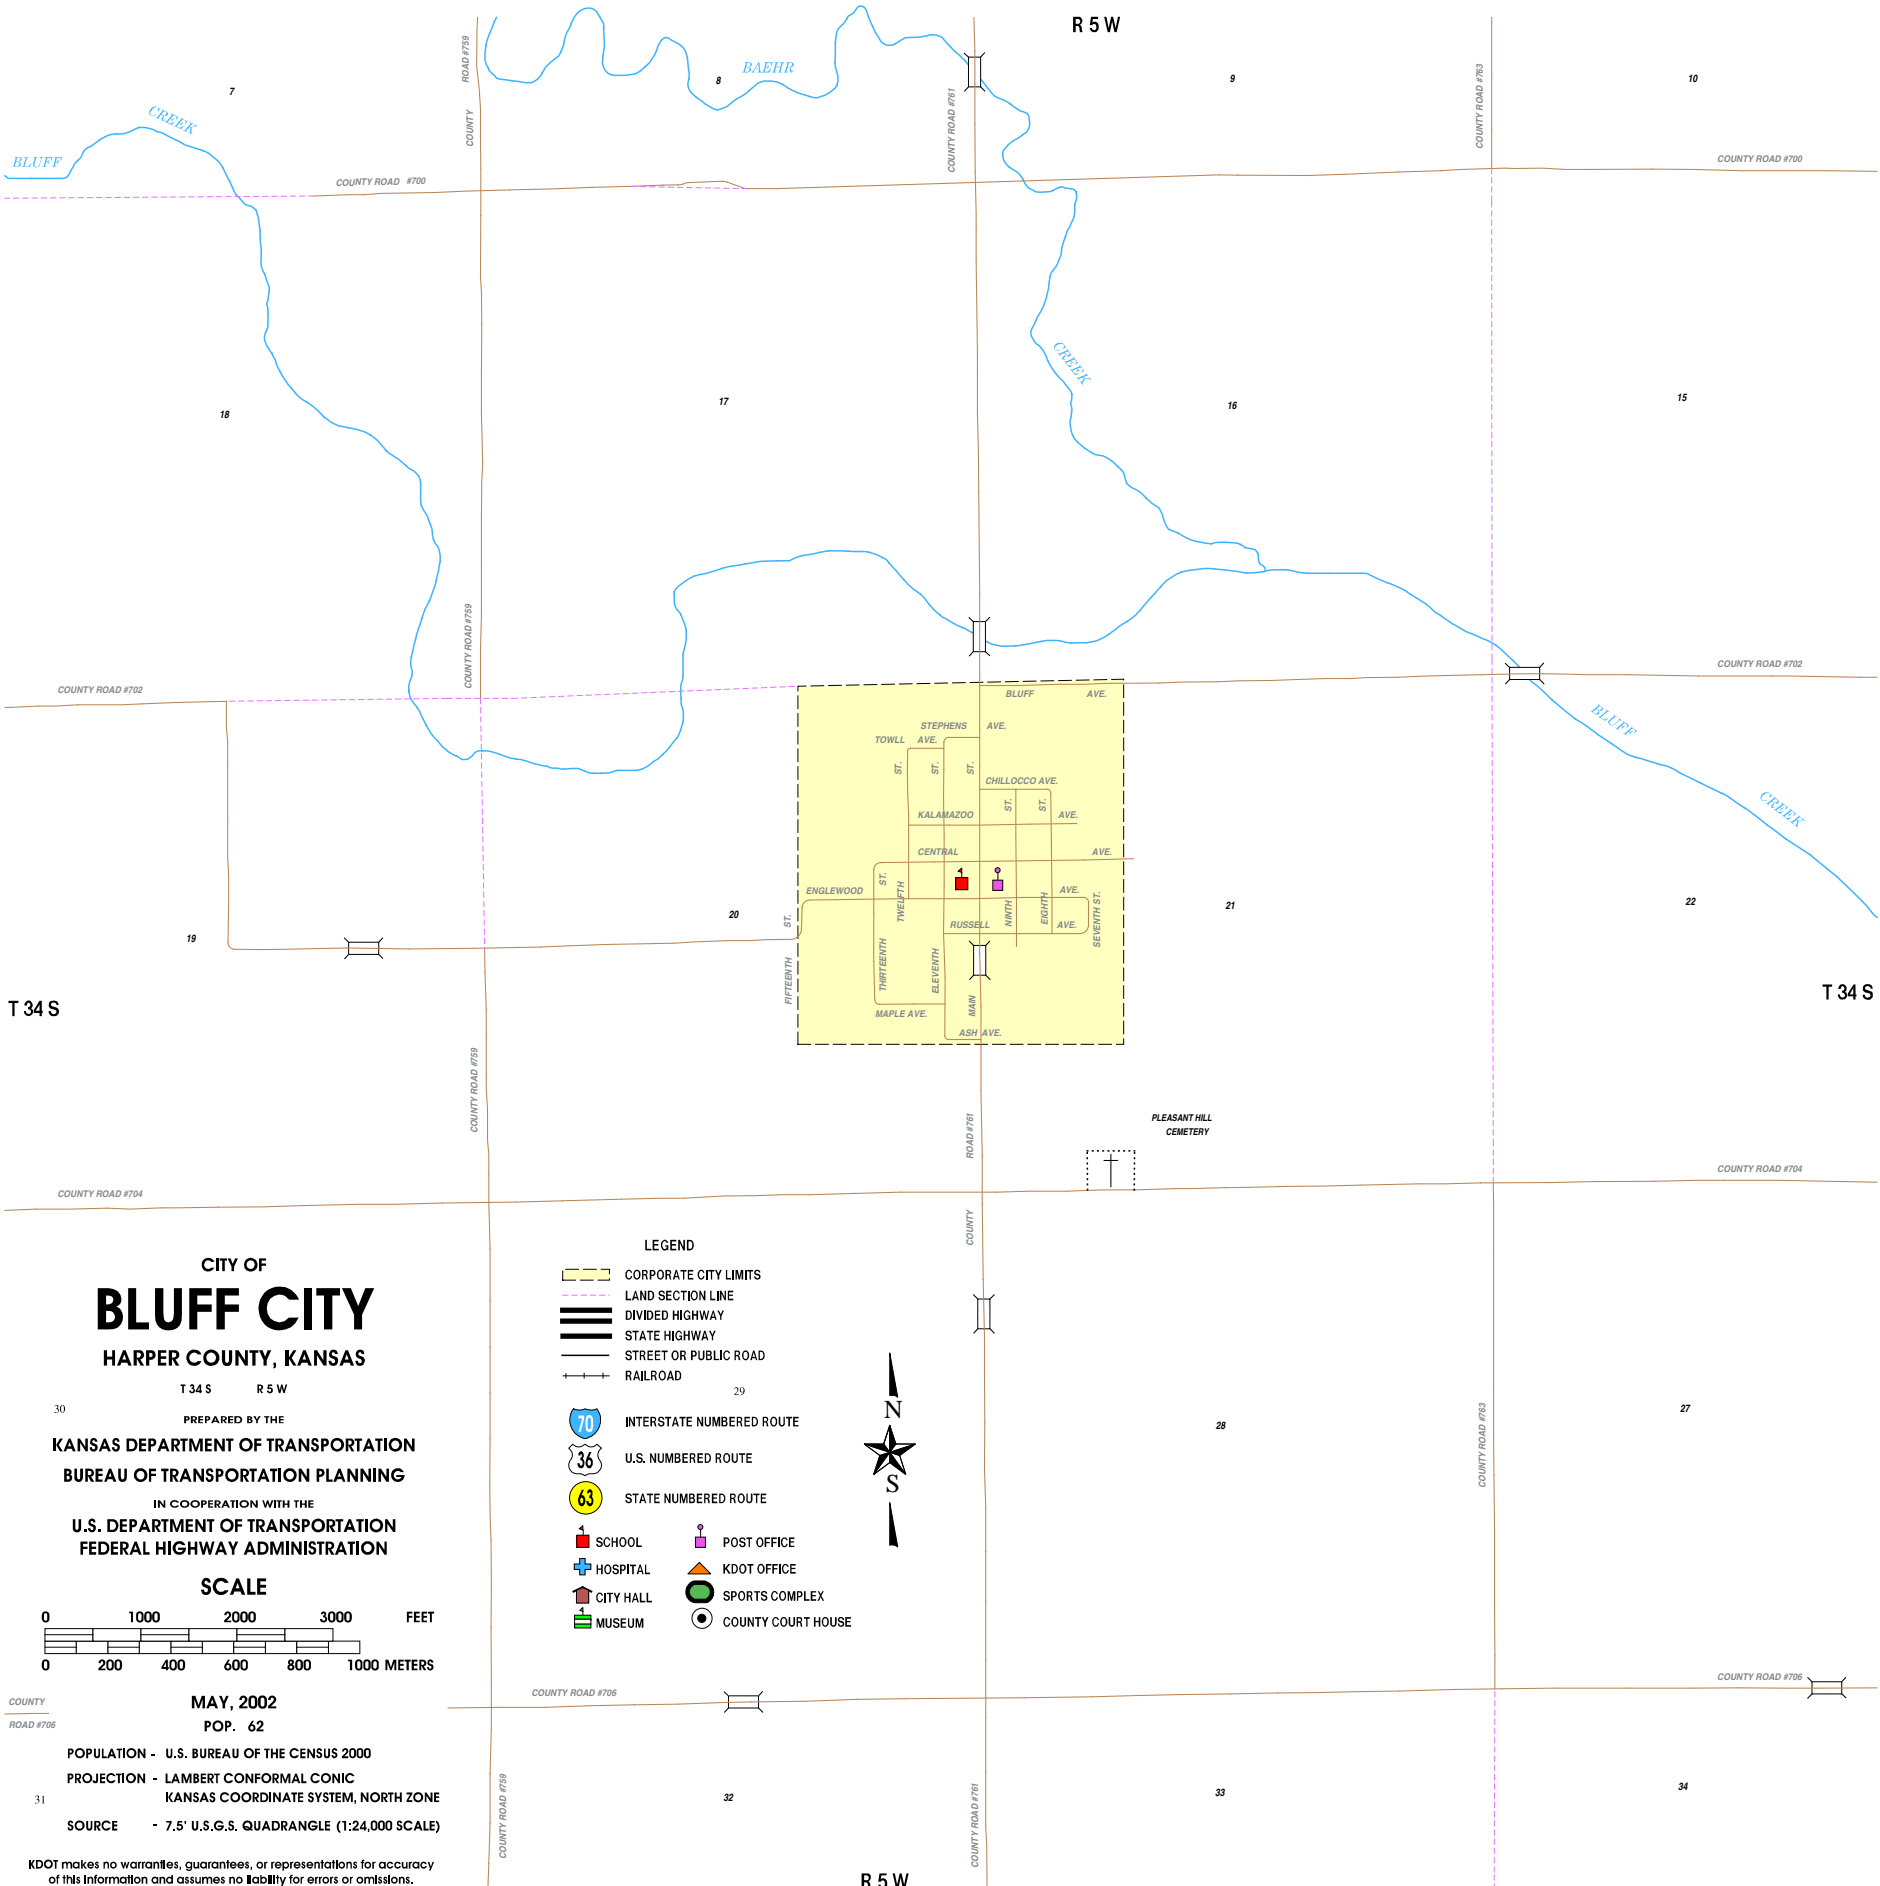 R 5 W
ROAD #759
COUNTY
7
8
BAEHR
9
10
COUNTY ROAD #761
COUNTY ROAD #763
CREEK
BLUFF
COUNTY ROAD #700
COUNTY ROAD #700
CREEK
18
17
16
15
COUNTY ROAD #759
COUNTY ROAD #702
COUNTY ROAD #702
BLUFF AVE.
BLUFF
CREEK
STEPHENS AVE.
TOWLL AVE.
ST.
ST.
ST.
CHILLOCCO AVE.
ST.
ST.
KALAMAZOO AVE.
CENTRAL AVE.
ST.
TWELFTH
ENGLEWOOD AVE.
NINTH
EIGHTH
SEVENTH ST.
RUSSELL AVE.
19
20
21
22
ST.
FIFTEENTH
THIRTEENTH
ELEVENTH
MAIN
MAPLE AVE.
ASH AVE.
T 34 S
T 34 S
COUNTY ROAD #759
ROAD #761
PLEASANT HILL
CEMETERY
COUNTY ROAD #704
COUNTY ROAD #704
COUNTY
CITY OF
BLUFF CITY
HARPER COUNTY, KANSAS
T 34 S R 5 W
30
PREPARED BY THE
KANSAS DEPARTMENT OF TRANSPORTATION
BUREAU OF TRANSPORTATION PLANNING
IN COOPERATION WITH THE
U.S. DEPARTMENT OF TRANSPORTATION
FEDERAL HIGHWAY ADMINISTRATION
SCALE
0 1000 2000 3000 FEET
0 200 400 600 800 1000 METERS
COUNTY
ROAD #706
MAY, 2002
POP. 62
POPULATION - U.S. BUREAU OF THE CENSUS 2000
PROJECTION - LAMBERT CONFORMAL CONIC
KANSAS COORDINATE SYSTEM, NORTH ZONE
31
SOURCE - 7.5' U.S.G.S. QUADRANGLE (1:24,000 SCALE)
KDOT makes no warranties, guarantees, or representations for accuracy
of this information and assumes no liability for errors or omissions.
LEGEND
CORPORATE CITY LIMITS
LAND SECTION LINE
DIVIDED HIGHWAY
STATE HIGHWAY
STREET OR PUBLIC ROAD
RAILROAD
29
70 INTERSTATE NUMBERED ROUTE
36 U.S. NUMBERED ROUTE
63 STATE NUMBERED ROUTE
SCHOOL POST OFFICE
HOSPITAL KDOT OFFICE
CITY HALL SPORTS COMPLEX
MUSEUM COUNTY COURT HOUSE
N
S
28
27
COUNTY ROAD #763
COUNTY ROAD #706
COUNTY ROAD #706
COUNTY ROAD #759
32
COUNTY ROAD #761
33
34
R 5 W